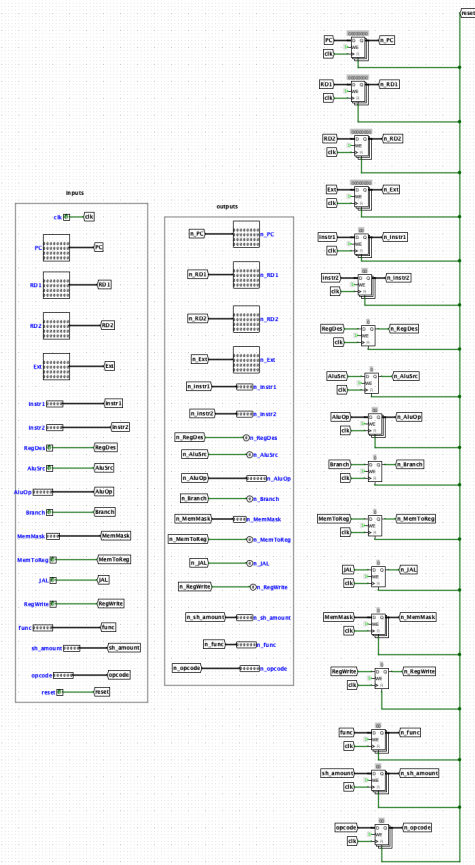 reset
PC n_PC
clk
RD1 n_RD1
clk
RD2 n_RD2
clk
Ext n_Ext
clk
Instr1 n_Instr1
clk
Instr2 n_Instr2
clk
RegDes n_RegDes
clk
AluSrc n_AluSrc
clk
AluOp n_AluOp
clk
Branch n_Branch
clk
MemToReg n_MemToReg
clk
JAL n_JAL
clk
MemMask n_MemMask
clk
RegWrite n_RegWrite
clk
func n_func
clk
sh_amount n_sh_amount
clk
opcode n_opcode
clk
Inputs
clk clk
PC PC
RD1 RD1
RD2 RD2
Ext Ext
Instr1 Instr1
Instr2 Instr2
RegDes RegDes
AluSrc AluSrc
AluOp AluOp
Branch Branch
MemMask MemMask
MemToReg MemToReg
JAL JAL
RegWrite RegWrite
func func
sh_amount sh_amount
opcode opcode
reset reset
outputs
n_PC n_PC
n_RD1 n_RD1
n_RD2 n_RD2
n_Ext n_Ext
n_Instr1 n_Instr1
n_Instr2 n_Instr2
n_RegDes n_RegDes
n_AluSrc n_AluSrc
n_AluOp n_AluOp
n_Branch n_Branch
n_MemMask n_MemMask
n_MemToReg n_MemToReg
n_JAL n_JAL
n_RegWrite n_RegWrite
n_sh_amount n_sh_amount
n_func n_func
n_opcode n_opcode